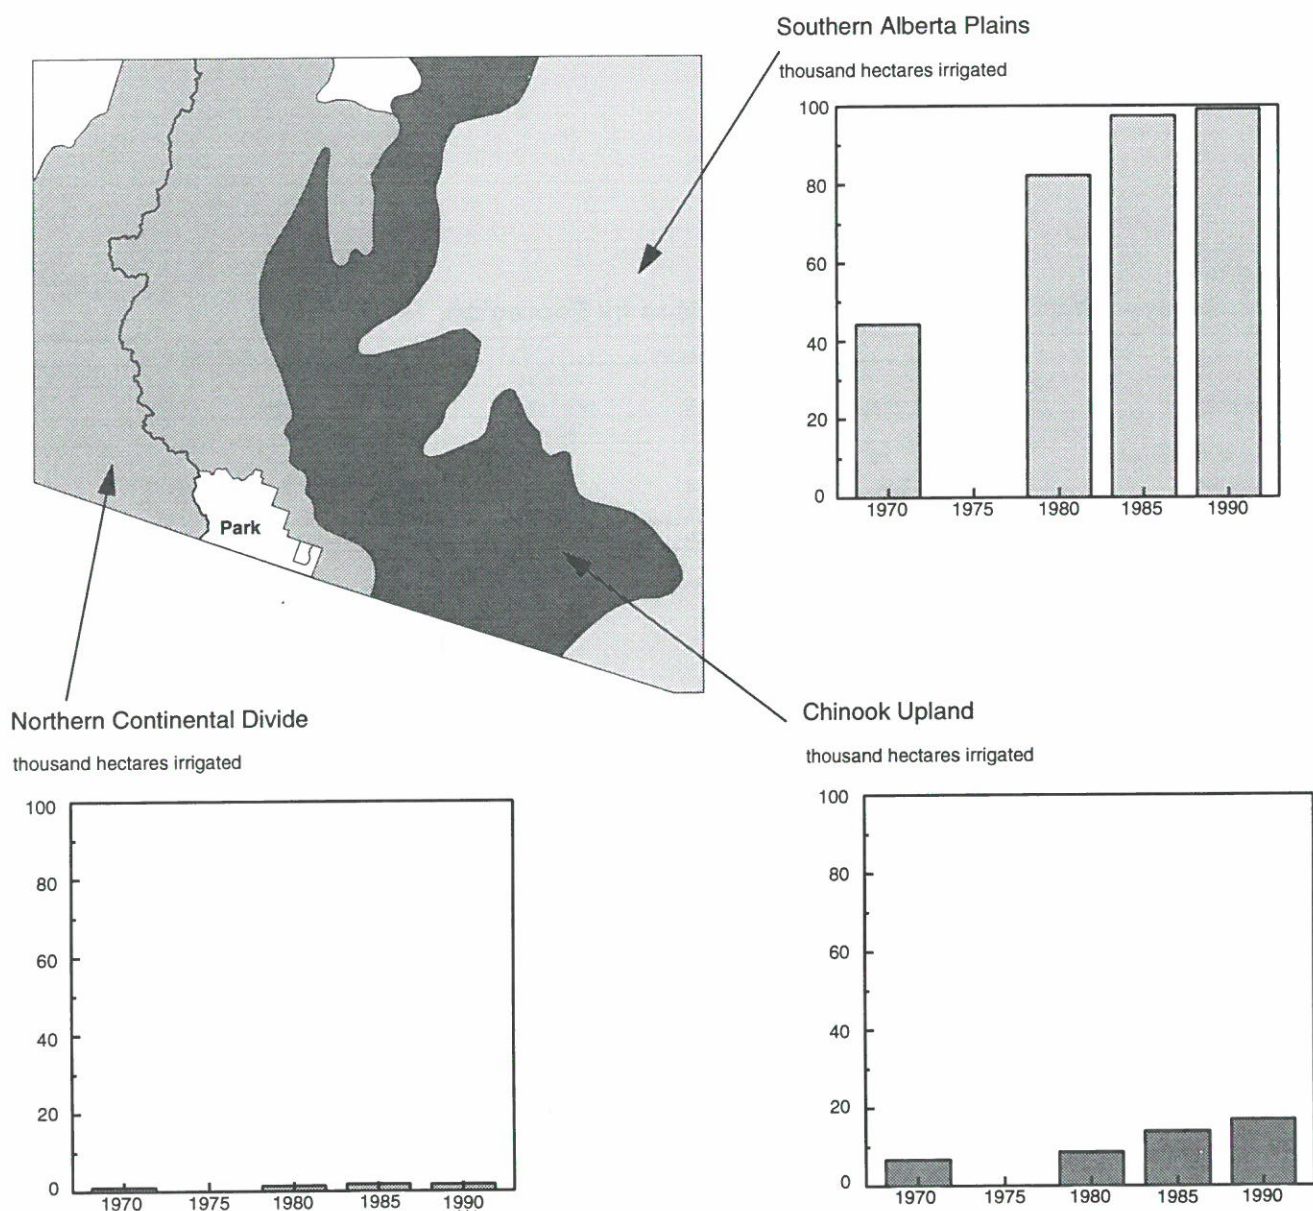 Southern Alberta Plains
thousand hectares irrigated
100
80
60
40
20
0
1970 1975 1980 1985 1990
Park
Northern Continental Divide
thousand hectares irrigated
100
80
60
40
20
0
1970 1975 1980 1985 1990
Chinook Upland
thousand hectares irrigated
100
80
60
40
20
0
1970 1975 1980 1985 1990